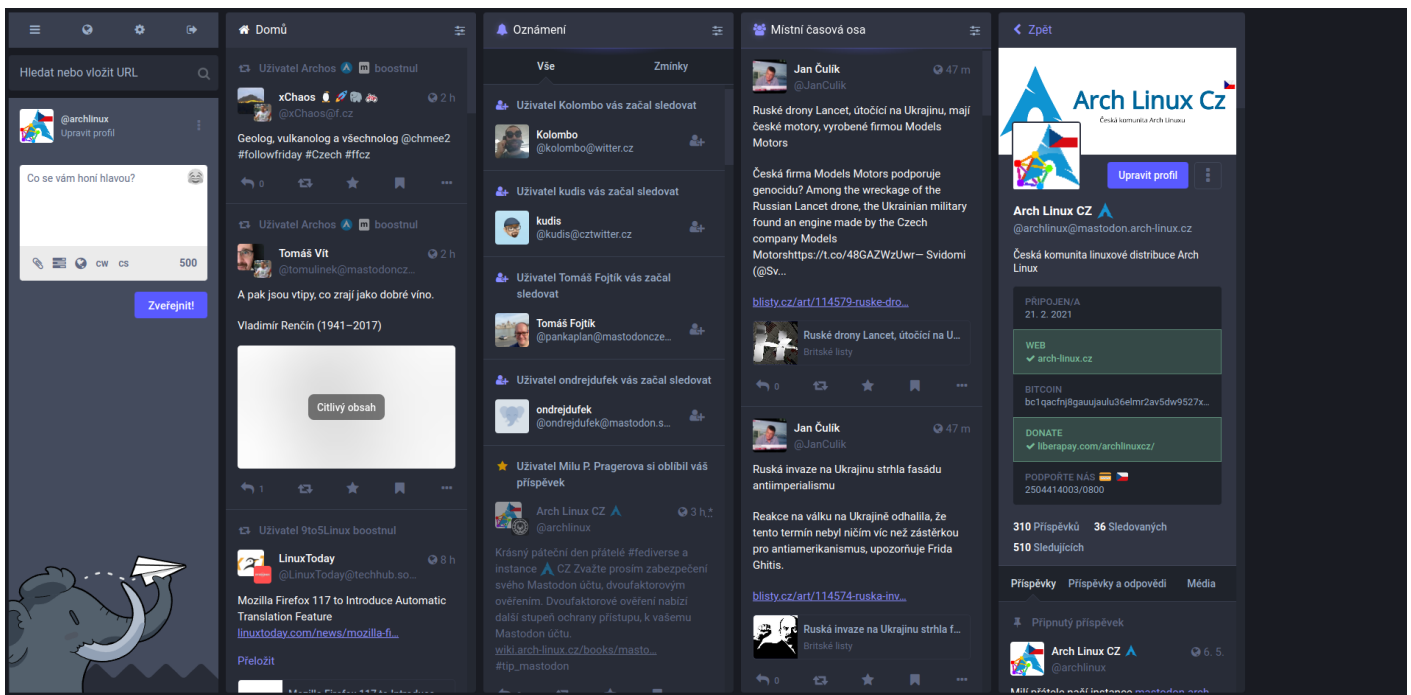 Hledat nebo vložit URL
@archlinux
Upravit profil
Co se vám honí hlavou?
CW CS 500
Zveřejnit!
Domů
Uživatel Archos m boostnul
xChaos
2 h
@xChaos@f.cz
Geolog, vulkanolog a všechnolog @chmee2
#followfriday #Czech #ffcz
0
Uživatel Archos m boostnul
Tomáš Vít
2 h
@tomulinek@mastodoncz...
A pak jsou vtipy, co zrají jako dobré víno.
Vladimír Renčín (1941–2017)
Citlivý obsah
1
Uživatel 9to5Linux boostnul
LinuxToday
8 h
@LinuxToday@techhub.so...
Mozilla Firefox 117 to Introduce Automatic
Translation Feature
linuxtoday.com/news/mozilla-fi...
Přeložit
Mozilla Firefox 117 to Introduce
Oznámení
Vše
Zmínky
Uživatel Kolombo vás začal sledovat
Kolombo
@kolombo@witter.cz
Uživatel kudis vás začal sledovat
kudis
@kudis@cztwitter.cz
Uživatel Tomáš Fojtík vás začal
sledovat
Tomáš Fojtík
@pankaplan@mastodoncze...
Uživatel ondrejdufek vás začal sledovat
ondrejdufek
@ondrejdufek@mastodon.s...
Uživatel Milu P. Pragerova si oblíbil váš
příspěvek
Arch Linux CZ
3 h.*
@archlinux
Krásný páteční den přátelé #fediverse a
instance CZ Zvažte prosím zabezpečení
svého Mastodon účtu, dvoufaktorovým
ověřením. Dvoufaktorové ověření nabízí
další stupeň ochrany přístupu, k vašemu
Mastodon účtu.
wiki.arch-linux.cz/books/masto...
#tip_mastodon
Místní časová osa
Jan Čulík
47 m
@JanCulik
Ruské drony Lancet, útočící na Ukrajinu, mají
české motory, vyrobené firmou Models
Motors
Česká firma Models Motors podporuje
genocidu? Among the wreckage of the
Russian Lancet drone, the Ukrainian military
found an engine made by the Czech
company Models
Motorshttps://t.co/48GAZWzUwr— Svidomi
(@Sv...
blisty.cz/art/114579-ruske-dro...
Ruské drony Lancet, útočící na U...
Britské listy
0
Jan Čulík
47 m
@JanCulik
Ruská invaze na Ukrajinu strhla fasádu
antiimperialismu
Reakce na válku na Ukrajině odhalila, že
tento termín nebyl ničím víc než zástěrkou
pro antiamerikanismus, upozorňuje Frida
Ghitis.
blisty.cz/art/114574-ruska-inv...
Ruská invaze na Ukrajinu strhla f...
Britské listy
0
Zpět
Arch Linux Cz
Česká komunita Arch Linuxu
Upravit profil
Arch Linux CZ
@archlinux@mastodon.arch-linux.cz
Česká komunita linuxové distribuce Arch
Linux
PŘIPOJEN/A
21. 2. 2021
WEB
arch-linux.cz
BITCOIN
bc1qacfnj8gauujaulu36elmr2av5dw9527x...
DONATE
liberapay.com/archlinuxcz/
PODPOŘTE NÁS
2504414003/0800
310 Příspěvků 36 Sledovaných
510 Sledujících
Příspěvky Příspěvky a odpovědi Média
Připnutý příspěvek
Arch Linux CZ
6. 5.
@archlinux
Milí přátelé naší instance mastodon.arch-